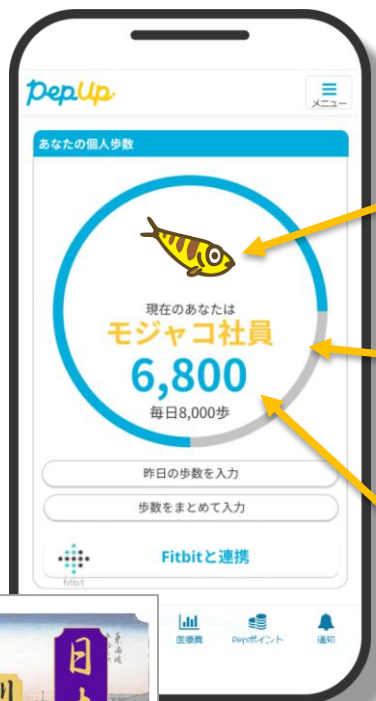 PepUp
メニュー
あなたの個人歩数
現在のあなたは
モジャコ社員
6,800
毎日8,000歩
昨日の歩数を入力
歩数をまとめて入力
fitbit
Fitbitと連携
医療費
Pepポイント
通知
東海道
日